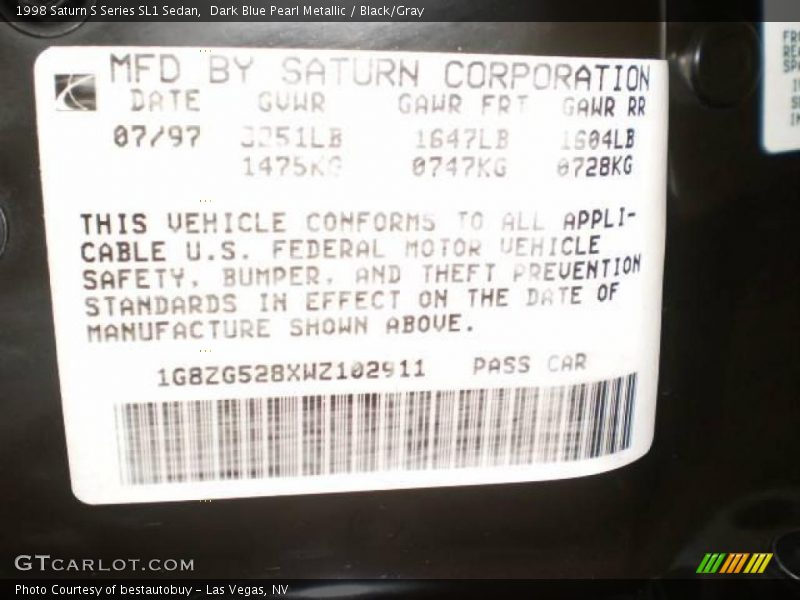 1998 Saturn S Series SL1 Sedan, Dark Blue Pearl Metallic / Black/Gray
MFD BY SATURN CORPORATION
DATE GVWR GAWR FRT GAWR RR
07/97 3251LB 1647LB 1604LB
1475KG 0747KG 0728KG
THIS VEHICLE CONFORMS TO ALL APPLI-
CABLE U.S. FEDERAL MOTOR VEHICLE
SAFETY, BUMPER, AND THEFT PREVENTION
STANDARDS IN EFFECT ON THE DATE OF
MANUFACTURE SHOWN ABOVE.
1G8ZG528XWZ102911 PASS CAR
GTCARLOT.COM
Photo Courtesy of bestautobuy - Las Vegas, NV